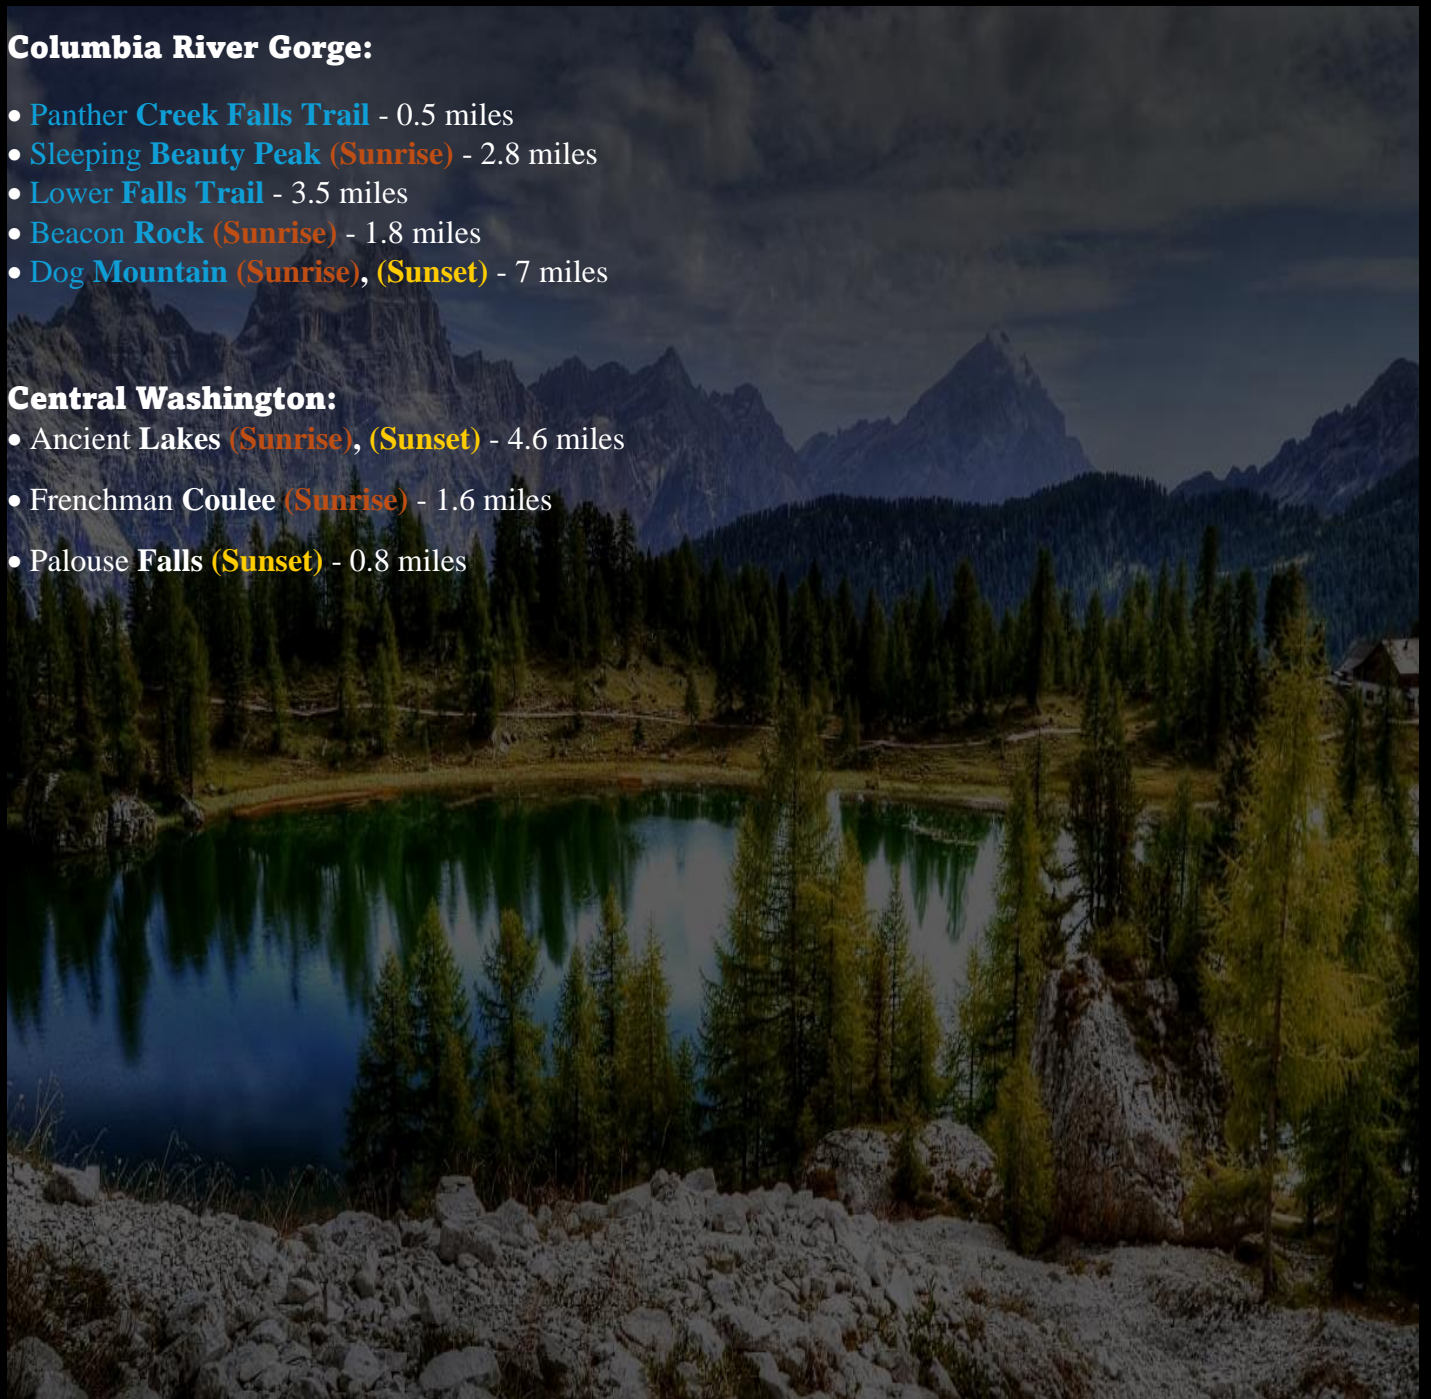 Columbia River Gorge:
• Panther Creek Falls Trail - 0.5 miles
• Sleeping Beauty Peak (Sunrise) - 2.8 miles
• Lower Falls Trail - 3.5 miles
• Beacon Rock (Sunrise) - 1.8 miles
• Dog Mountain (Sunrise), (Sunset) - 7 miles
Central Washington:
• Ancient Lakes (Sunrise), (Sunset) - 4.6 miles
• Frenchman Coulee (Sunrise) - 1.6 miles
• Palouse Falls (Sunset) - 0.8 miles